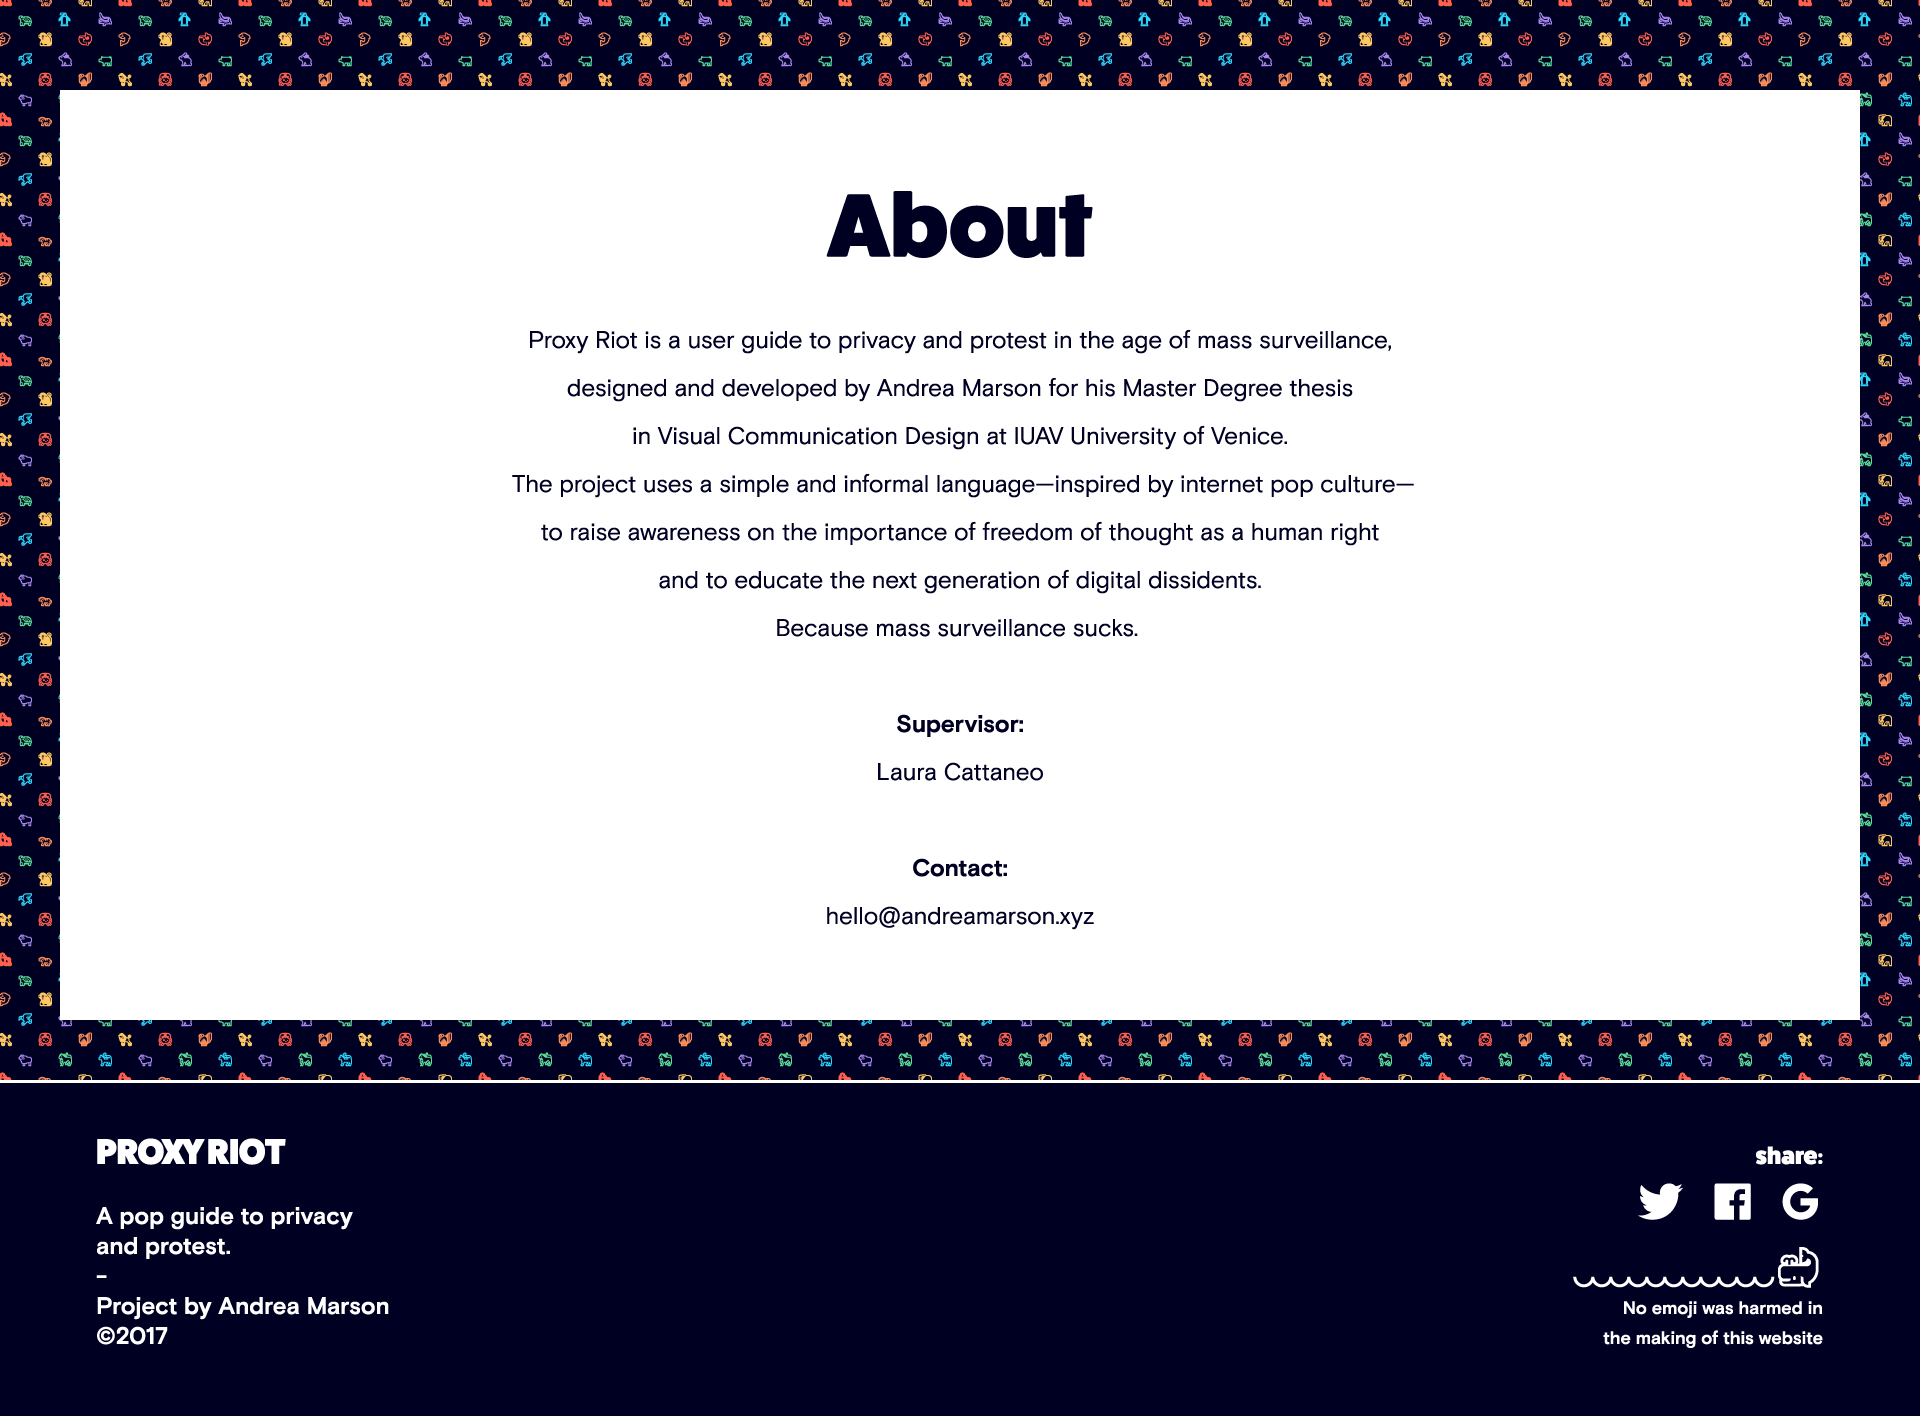 About
Proxy Riot is a user guide to privacy and protest in the age of mass surveillance,
designed and developed by Andrea Marson for his Master Degree thesis
in Visual Communication Design at IUAV University of Venice.
The project uses a simple and informal language—inspired by internet pop culture—
to raise awareness on the importance of freedom of thought as a human right
and to educate the next generation of digital dissidents.
Because mass surveillance sucks.
Supervisor:
Laura Cattaneo
Contact:
hello@andreamarson.xyz
PROXY RIOT
A pop guide to privacy
and protest.
–
Project by Andrea Marson
©2017
share:
No emoji was harmed in
the making of this website